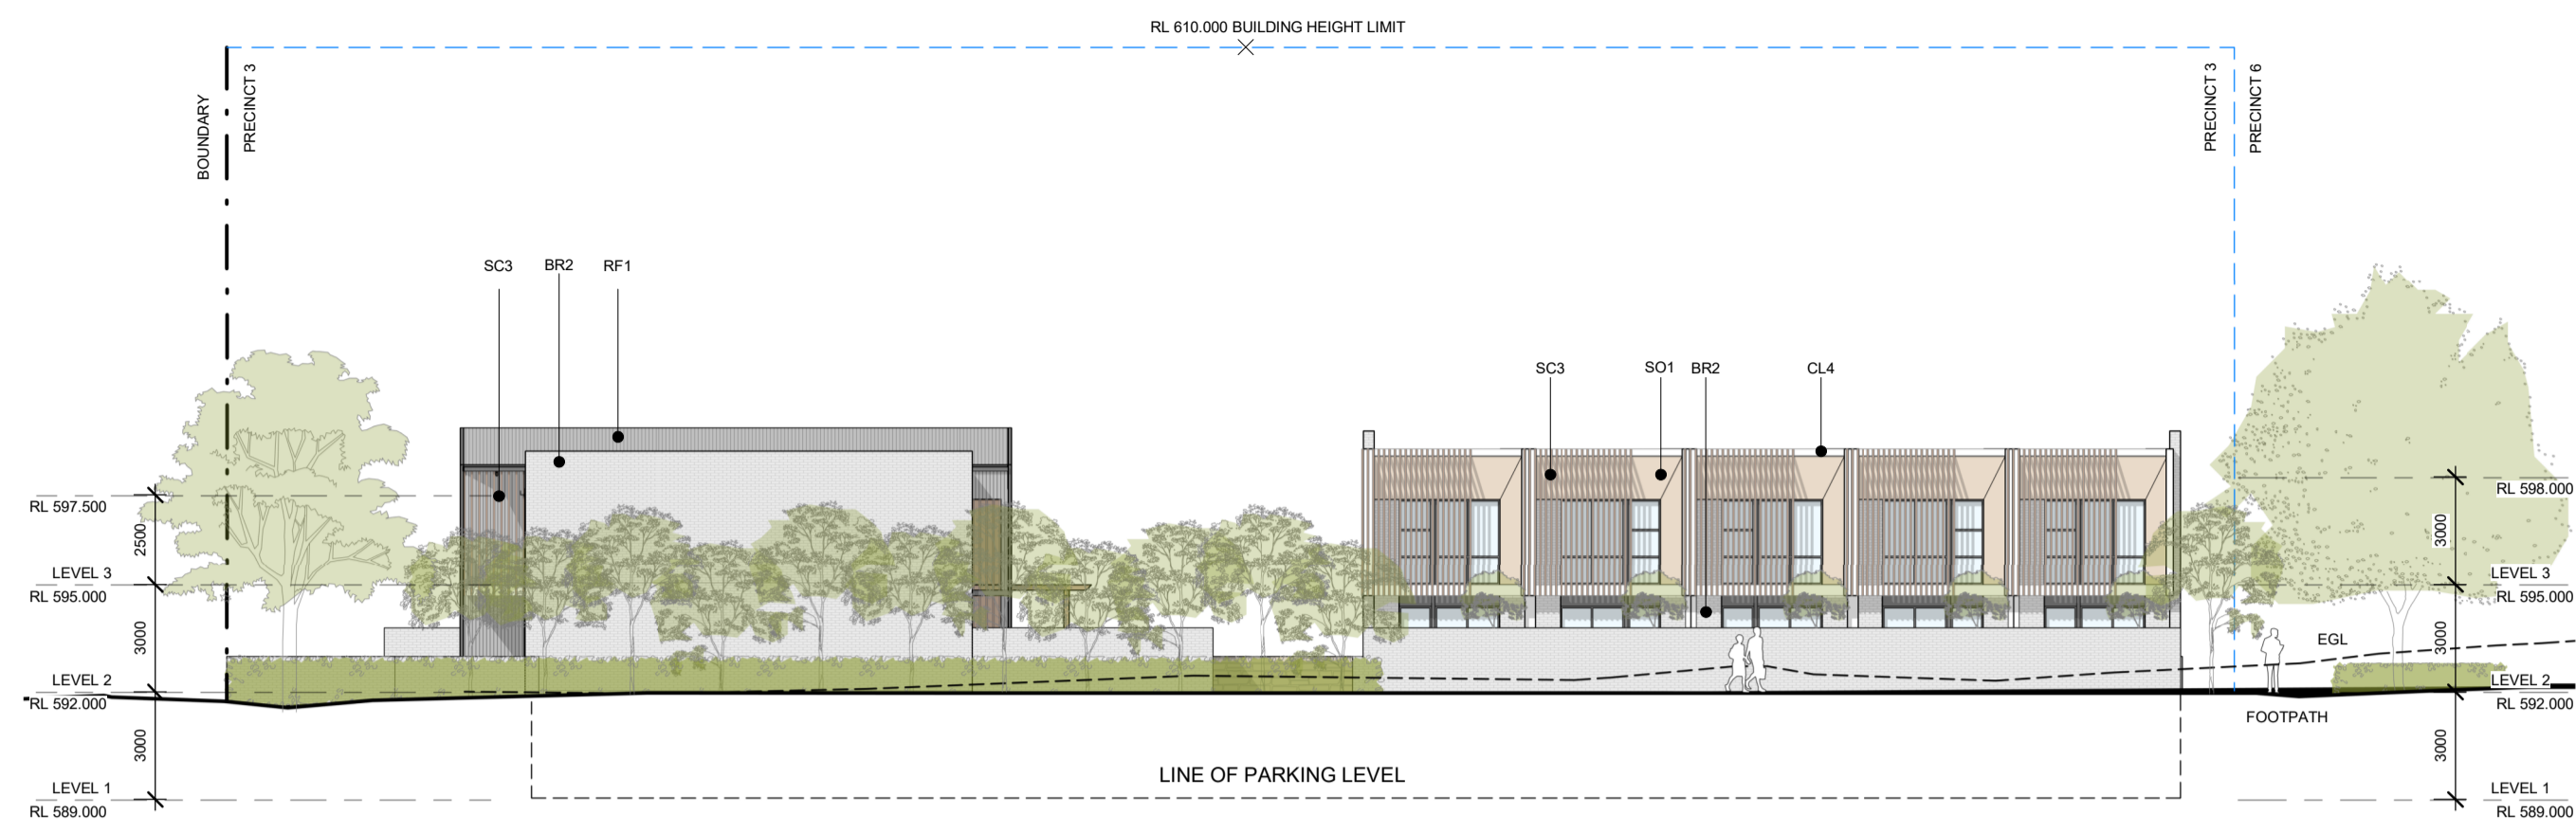 RL 610.000 BUILDING HEIGHT LIMIT
BOUNDARY
PRECINCT 3
PRECINCT 3
PRECINCT 6
SC3
BR2
RF1
SC3
SO1
BR2
CL4
RL 597.500
2500
LEVEL 3
RL 595.000
3000
LEVEL 2
RL 592.000
3000
LEVEL 1
RL 589.000
RL 598.000
3000
LEVEL 3
RL 595.000
EGL
3000
LEVEL 2
RL 592.000
FOOTPATH
3000
LEVEL 1
RL 589.000
LINE OF PARKING LEVEL